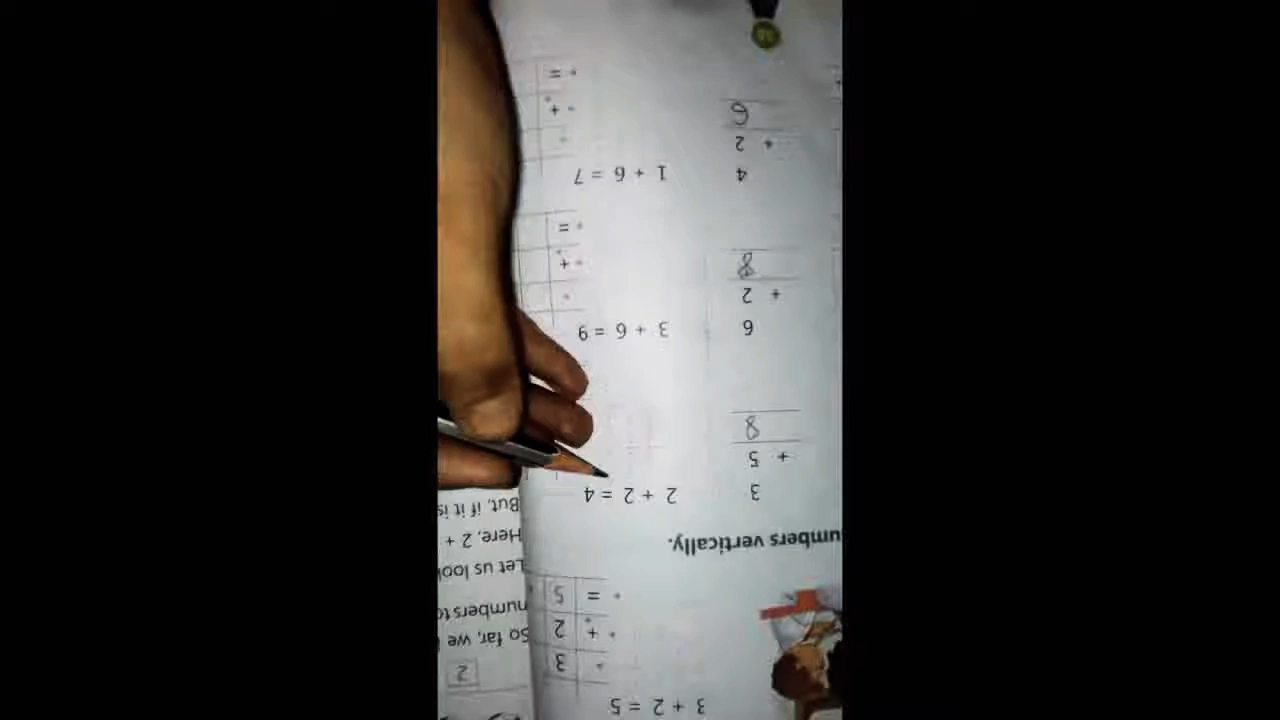 3 + 2 = 5
3
+ 2
= 5
umbers vertically.
3
+ 5
8
2 + 2 = 4
6
+ 2
8
3 + 6 = 9
+
=
4
+ 2
6
1 + 6 = 7
+
=
2
So far, we
numbers to
Let us look
Here, 2 +
But, if it is